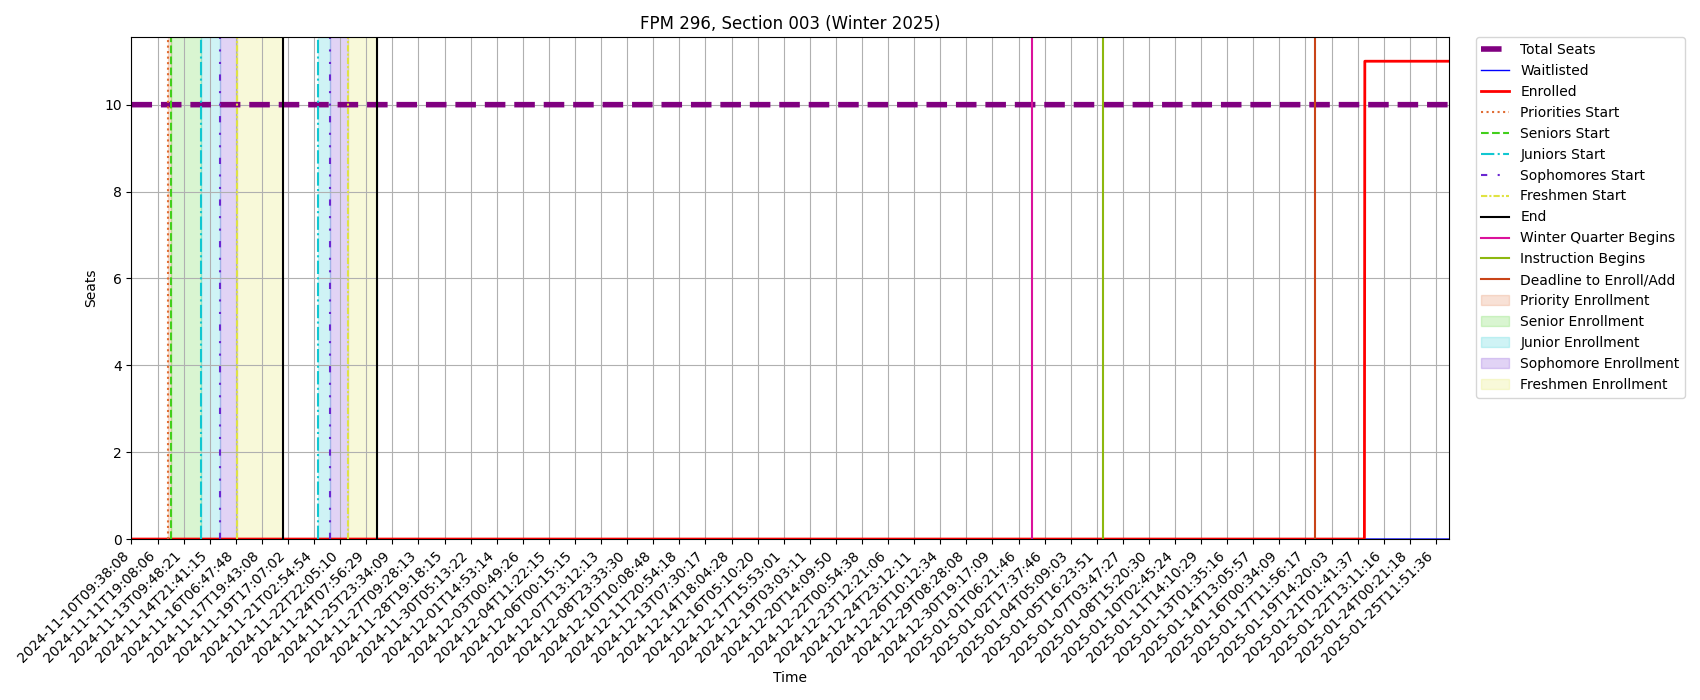 FPM 296, Section 003 (Winter 2025)
Seats
10
8
6
4
2
0
2024-11-10T09:38:08
2024-11-11T19:08:06
2024-11-13T09:48:21
2024-11-14T21:41:15
2024-11-16T06:47:48
2024-11-17T19:43:08
2024-11-19T17:07:02
2024-11-21T02:54:54
2024-11-22T22:05:10
2024-11-24T07:56:29
2024-11-25T23:34:09
2024-11-27T09:28:13
2024-11-28T19:18:15
2024-11-30T05:13:22
2024-12-01T14:53:14
2024-12-03T00:49:26
2024-12-04T11:22:15
2024-12-06T00:15:15
2024-12-07T13:12:13
2024-12-08T23:33:30
2024-12-10T10:08:48
2024-12-11T20:54:18
2024-12-13T07:30:17
2024-12-14T18:04:28
2024-12-16T05:10:20
2024-12-17T15:53:01
2024-12-19T03:03:11
2024-12-20T14:09:50
2024-12-22T00:54:38
2024-12-23T12:21:06
2024-12-24T23:12:11
2024-12-26T10:12:34
2024-12-29T08:28:08
2024-12-30T19:17:09
2025-01-01T06:21:46
2025-01-02T17:37:46
2025-01-04T05:09:03
2025-01-05T16:23:51
2025-01-07T03:47:27
2025-01-08T15:20:30
2025-01-10T02:45:24
2025-01-11T14:10:29
2025-01-13T01:35:16
2025-01-14T13:05:57
2025-01-16T00:34:09
2025-01-17T11:56:17
2025-01-19T14:20:03
2025-01-21T01:41:37
2025-01-22T13:11:16
2025-01-24T00:21:18
2025-01-25T11:51:36
Time
Total Seats
Waitlisted
Enrolled
Priorities Start
Seniors Start
Juniors Start
Sophomores Start
Freshmen Start
End
Winter Quarter Begins
Instruction Begins
Deadline to Enroll/Add
Priority Enrollment
Senior Enrollment
Junior Enrollment
Sophomore Enrollment
Freshmen Enrollment